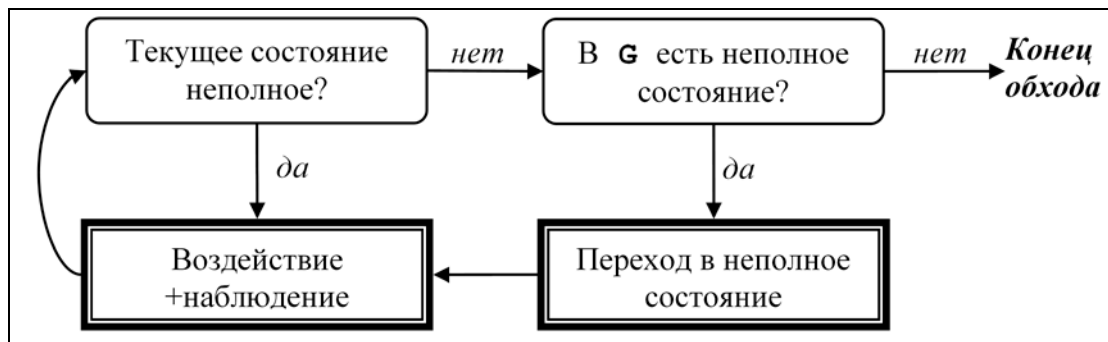 Текущее состояние
неполное?
нет
В G есть неполное
состояние?
нет
Конец
обхода
да
да
Воздействие
+наблюдение
Переход в неполное
состояние